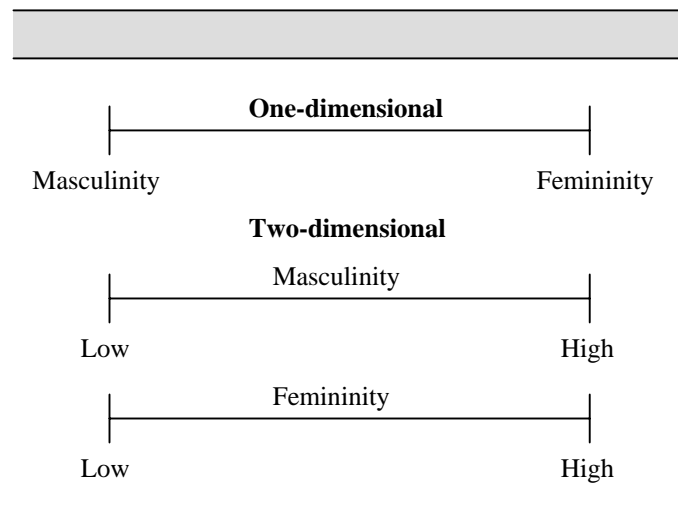 One-dimensional
Masculinity Femininity
Two-dimensional
Masculinity
Low High
Femininity
Low High